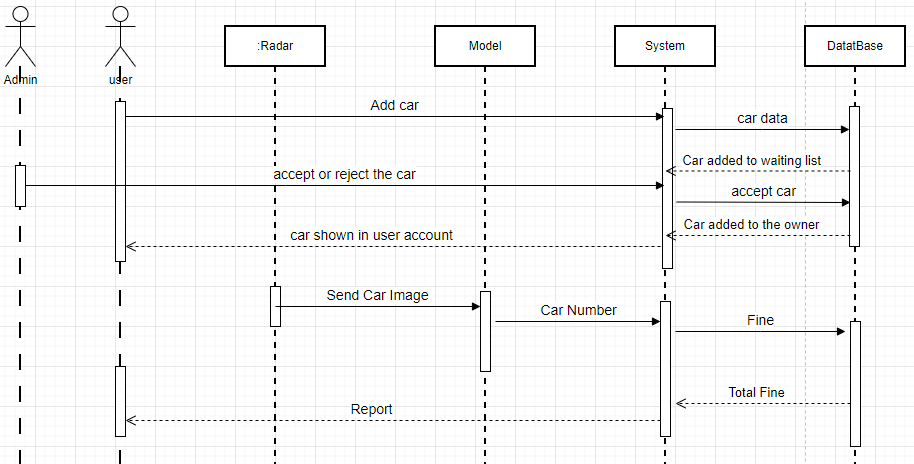 :Radar
Model
System
DatatBase
Admin
user
Add car
car data
Car added to waiting list
accept or reject the car
accept car
Car added to the owner
car shown in user account
Send Car Image
Car Number
Fine
Total Fine
Report